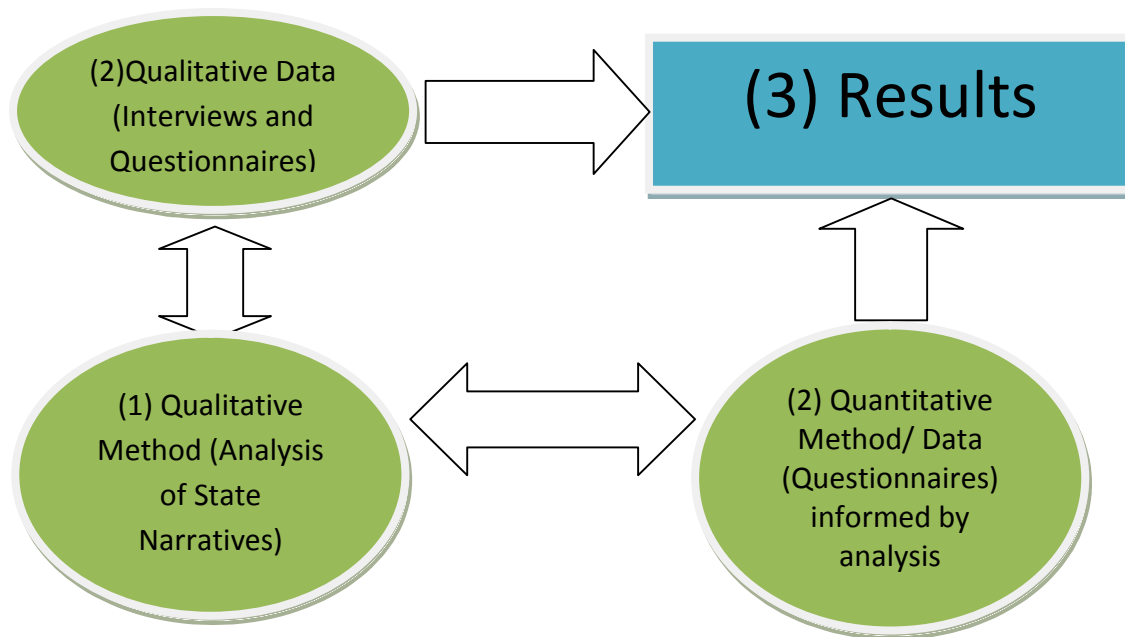 (2)Qualitative Data
(Interviews and
Questionnaires)
(3) Results
(1) Qualitative
Method (Analysis
of State
Narratives)
(2) Quantitative
Method/ Data
(Questionnaires)
informed by
analysis